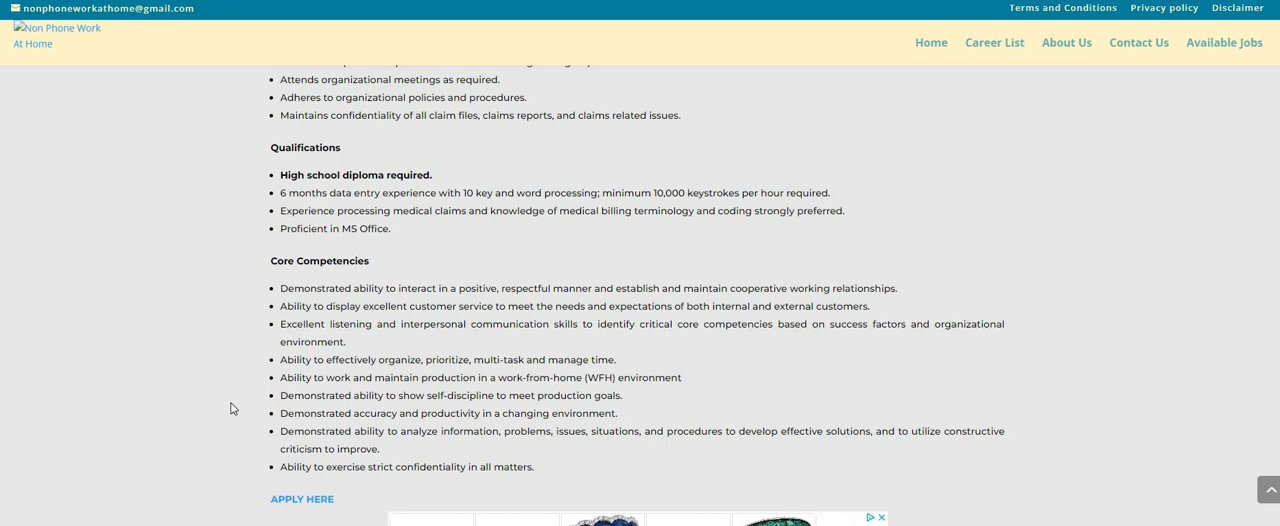 nonphoneworkathome@gmail.com
Terms and Conditions Privacy policy Disclaimer
Non Phone Work
At Home
Home Career List About Us Contact Us Available Jobs
• Attends organizational meetings as required.
• Adheres to organizational policies and procedures.
• Maintains confidentiality of all claim files, claims reports, and claims related issues.
Qualifications
• High school diploma required.
• 6 months data entry experience with 10 key and word processing; minimum 10,000 keystrokes per hour required.
• Experience processing medical claims and knowledge of medical billing terminology and coding strongly preferred.
• Proficient in MS Office.
Core Competencies
• Demonstrated ability to interact in a positive, respectful manner and establish and maintain cooperative working relationships.
• Ability to display excellent customer service to meet the needs and expectations of both internal and external customers.
• Excellent listening and interpersonal communication skills to identify critical core competencies based on success factors and organizational
environment.
• Ability to effectively organize, prioritize, multi-task and manage time.
• Ability to work and maintain production in a work-from-home (WFH) environment
• Demonstrated ability to show self-discipline to meet production goals.
• Demonstrated accuracy and productivity in a changing environment.
• Demonstrated ability to analyze information, problems, issues, situations, and procedures to develop effective solutions, and to utilize constructive
criticism to improve.
• Ability to exercise strict confidentiality in all matters.
APPLY HERE